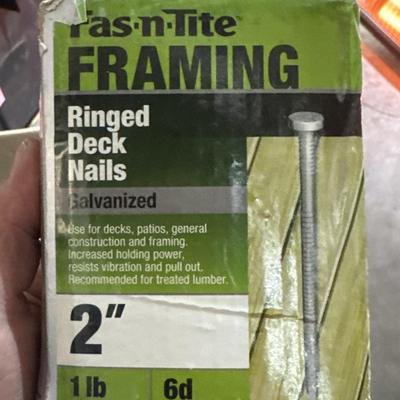 Fas-n-Tite
FRAMING
Ringed
Deck
Nails
Galvanized
Use for decks, patios, general
construction and framing.
Increased holding power,
resists vibration and pull out.
Recommended for treated lumber.
2"
1 lb 6d